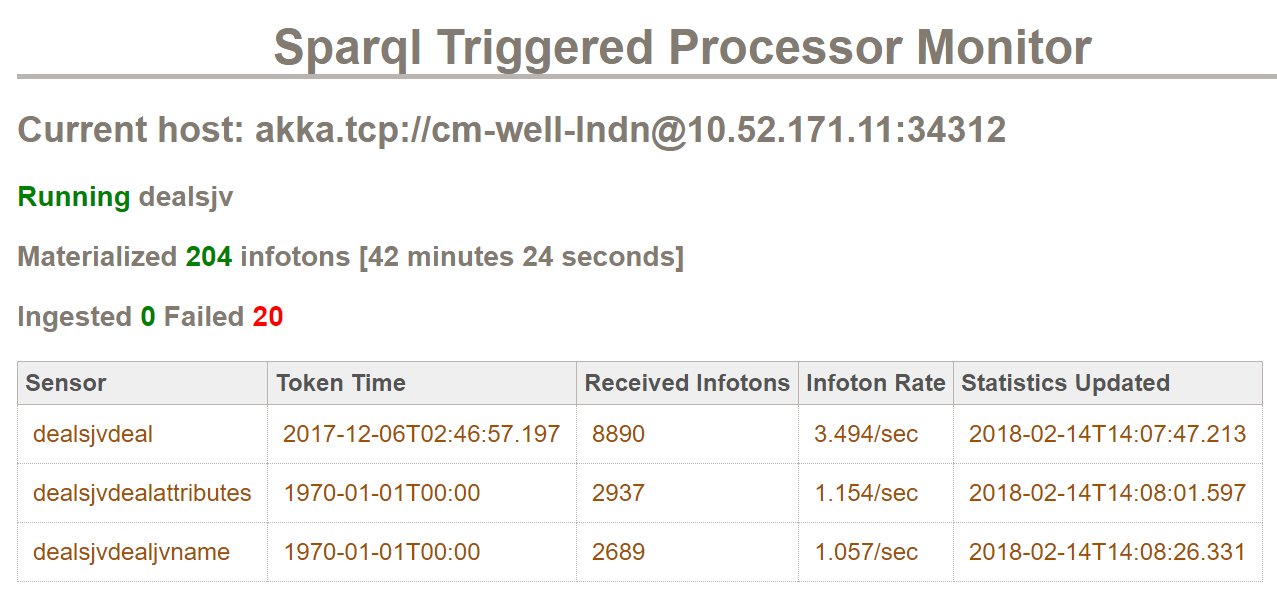 Sparql Triggered Processor Monitor
Current host: akka.tcp://cm-well-lndn@10.52.171.11:34312
Running dealsjv
Materialized 204 infotons [42 minutes 24 seconds]
Ingested 0 Failed 20
Sensor Token Time Received Infotons Infoton Rate Statistics Updated
dealsjvdeal 2017-12-06T02:46:57.197 8890 3.494/sec 2018-02-14T14:07:47.213
dealsjvdealattributes 1970-01-01T00:00 2937 1.154/sec 2018-02-14T14:08:01.597
dealsjvdealjvname 1970-01-01T00:00 2689 1.057/sec 2018-02-14T14:08:26.331